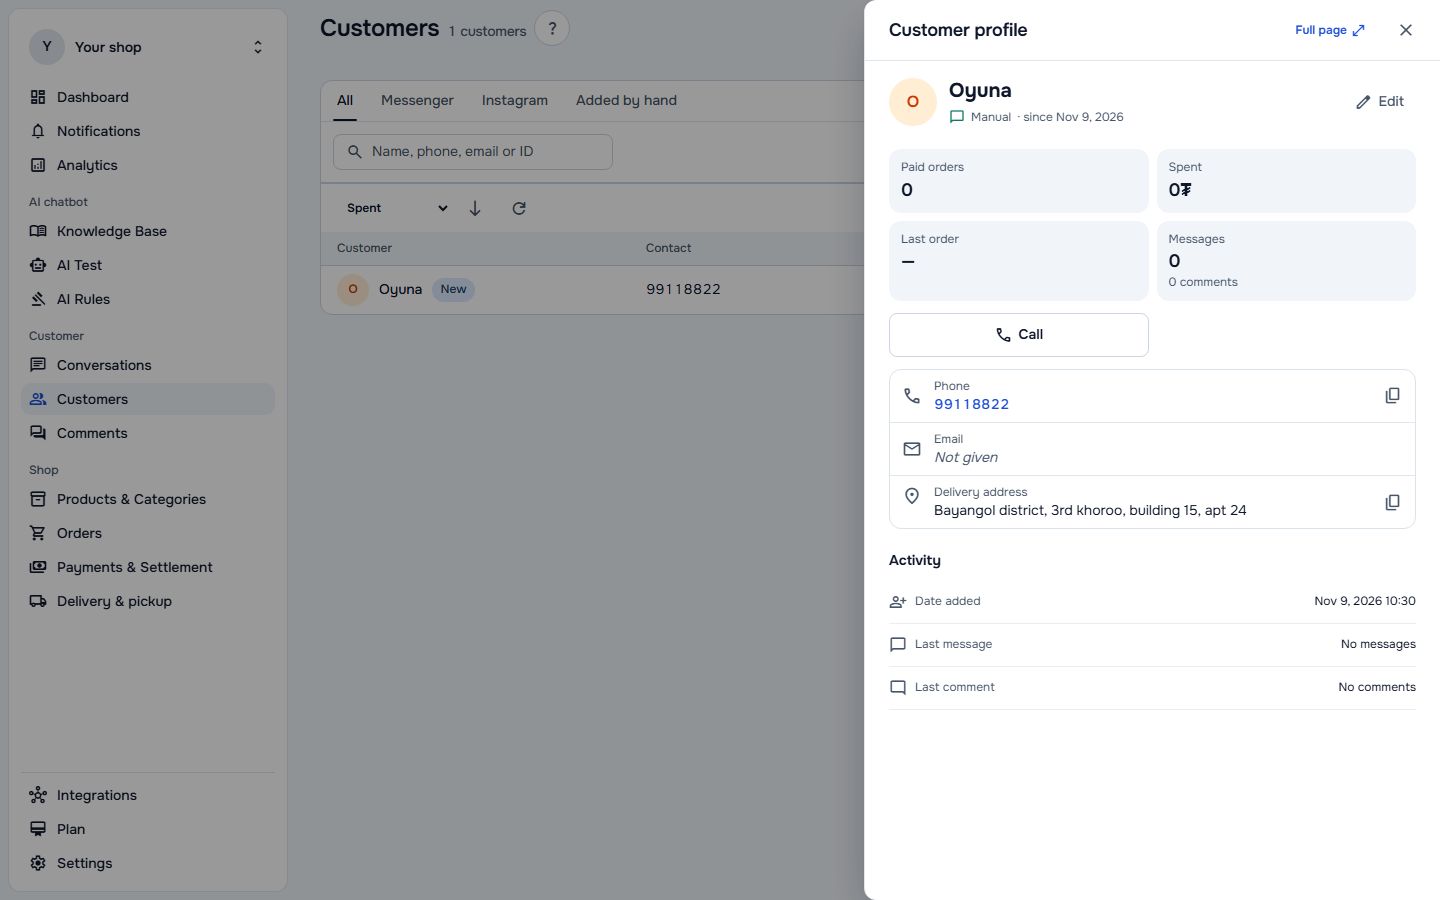 Y Your shop
Dashboard
Notifications
Analytics
AI chatbot
Knowledge Base
AI Test
AI Rules
Customer
Conversations
Customers
Comments
Shop
Products & Categories
Orders
Payments & Settlement
Delivery & pickup
Integrations
Plan
Settings
Customers 1 customers ?
All Messenger Instagram Added by hand
Name, phone, email or ID
Spent
Customer Contact
O Oyuna New 99118822
Customer profile Full page
O Oyuna
Manual · since Nov 9, 2026
Edit
Paid orders
0
Spent
0₮
Last order
—
Messages
0
0 comments
Call
Phone
99118822
Email
Not given
Delivery address
Bayangol district, 3rd khoroo, building 15, apt 24
Activity
Date added Nov 9, 2026 10:30
Last message No messages
Last comment No comments